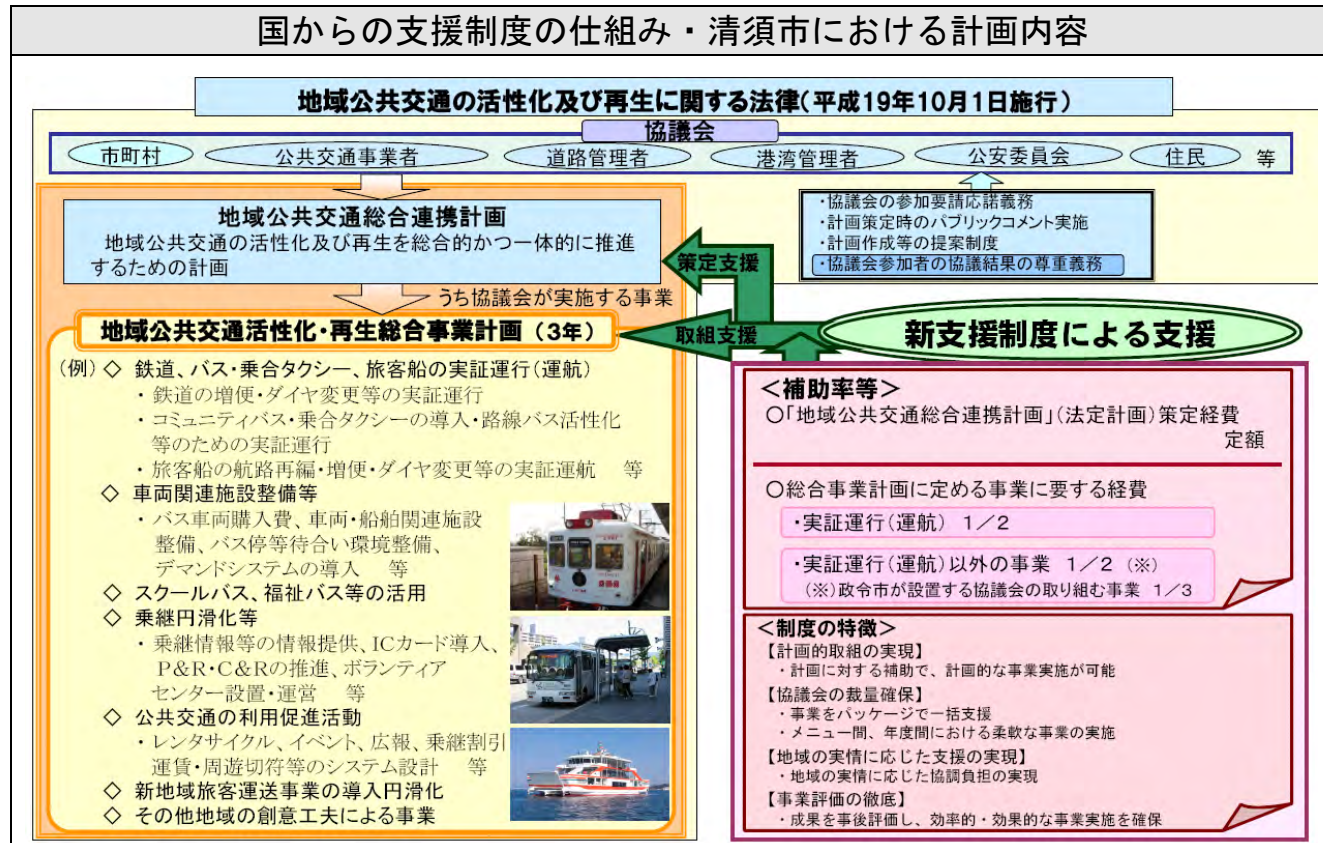 国からの支援制度の仕組み・清須市における計画内容
地域公共交通の活性化及び再生に関する法律(平成19年10月1日施行)
協議会
市町村 公共交通事業者 道路管理者 港湾管理者 公安委員会 住民 等
地域公共交通総合連携計画
地域公共交通の活性化及び再生を総合的かつ一体的に推進
するための計画
・協議会の参加要請応諾義務
・計画策定時のパブリックコメント実施
・計画作成等の提案制度
・協議会参加者の協議結果の尊重義務
策定支援
うち協議会が実施する事業
地域公共交通活性化・再生総合事業計画(3年)
取組支援
新支援制度による支援
(例)◇ 鉄道、バス・乗合タクシー、旅客船の実証運行(運航)
・鉄道の増便・ダイヤ変更等の実証運行
・コミュニティバス・乗合タクシーの導入・路線バス活性化
等のための実証運行
・旅客船の航路再編・増便・ダイヤ変更等の実証運航 等
◇ 車両関連施設整備等
・バス車両購入費、車両・船舶関連施設
整備、バス停等待合い環境整備、
デマンドシステムの導入 等
◇ スクールバス、福祉バス等の活用
◇ 乗継円滑化等
・乗継情報等の情報提供、ICカード導入、
P&R・C&Rの推進、ボランティア
センター設置・運営 等
◇ 公共交通の利用促進活動
・レンタサイクル、イベント、広報、乗継割引
運賃・周遊切符等のシステム設計 等
◇ 新地域旅客運送事業の導入円滑化
◇ その他地域の創意工夫による事業
<補助率等>
○「地域公共交通総合連携計画」(法定計画)策定経費
定額
○総合事業計画に定める事業に要する経費
・実証運行(運航) 1/2
・実証運行(運航)以外の事業 1/2 (※)
(※)政令市が設置する協議会の取り組む事業 1/3
<制度の特徴>
【計画的取組の実現】
・計画に対する補助で、計画的な事業実施が可能
【協議会の裁量確保】
・事業をパッケージで一括支援
・メニュー間、年度間における柔軟な事業の実施
【地域の実情に応じた支援の実現】
・地域の実情に応じた協調負担の実現
【事業評価の徹底】
・成果を事後評価し、効率的・効果的な事業実施を確保